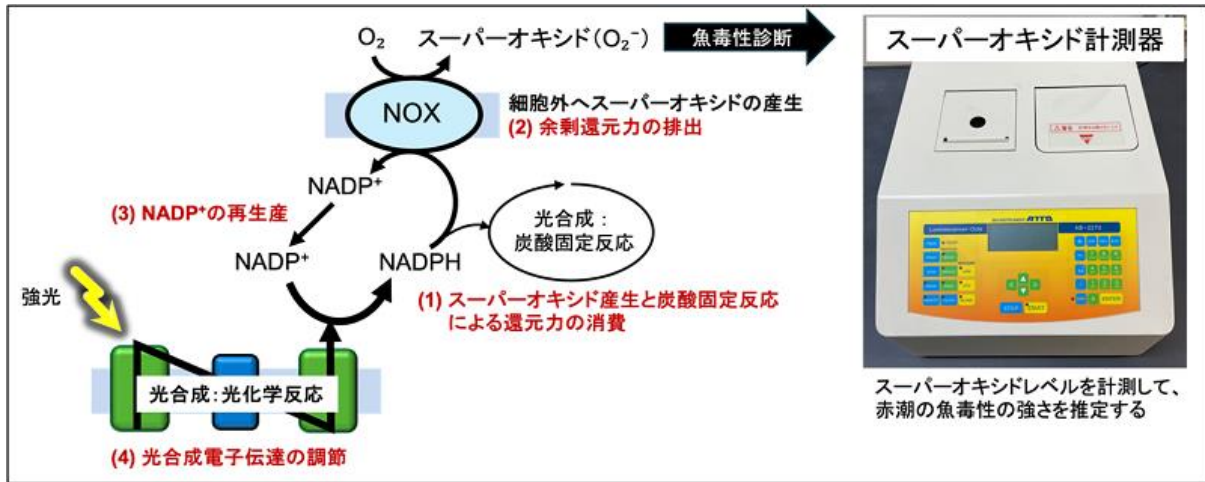 O₂
スーパーオキシド(O₂⁻)
魚毒性診断
スーパーオキシド計測器
NOX
細胞外へスーパーオキシドの産生
(2) 余剰還元力の排出
NADP⁺
(3) NADP⁺の再生産
光合成:
炭酸固定反応
NADP⁺
NADPH
強光
(1) スーパーオキシド産生と炭酸固定反応
による還元力の消費
光合成:光化学反応
(4) 光合成電子伝達の調節
ATTO
START
スーパーオキシドレベルを計測して、
赤潮の魚毒性の強さを推定する